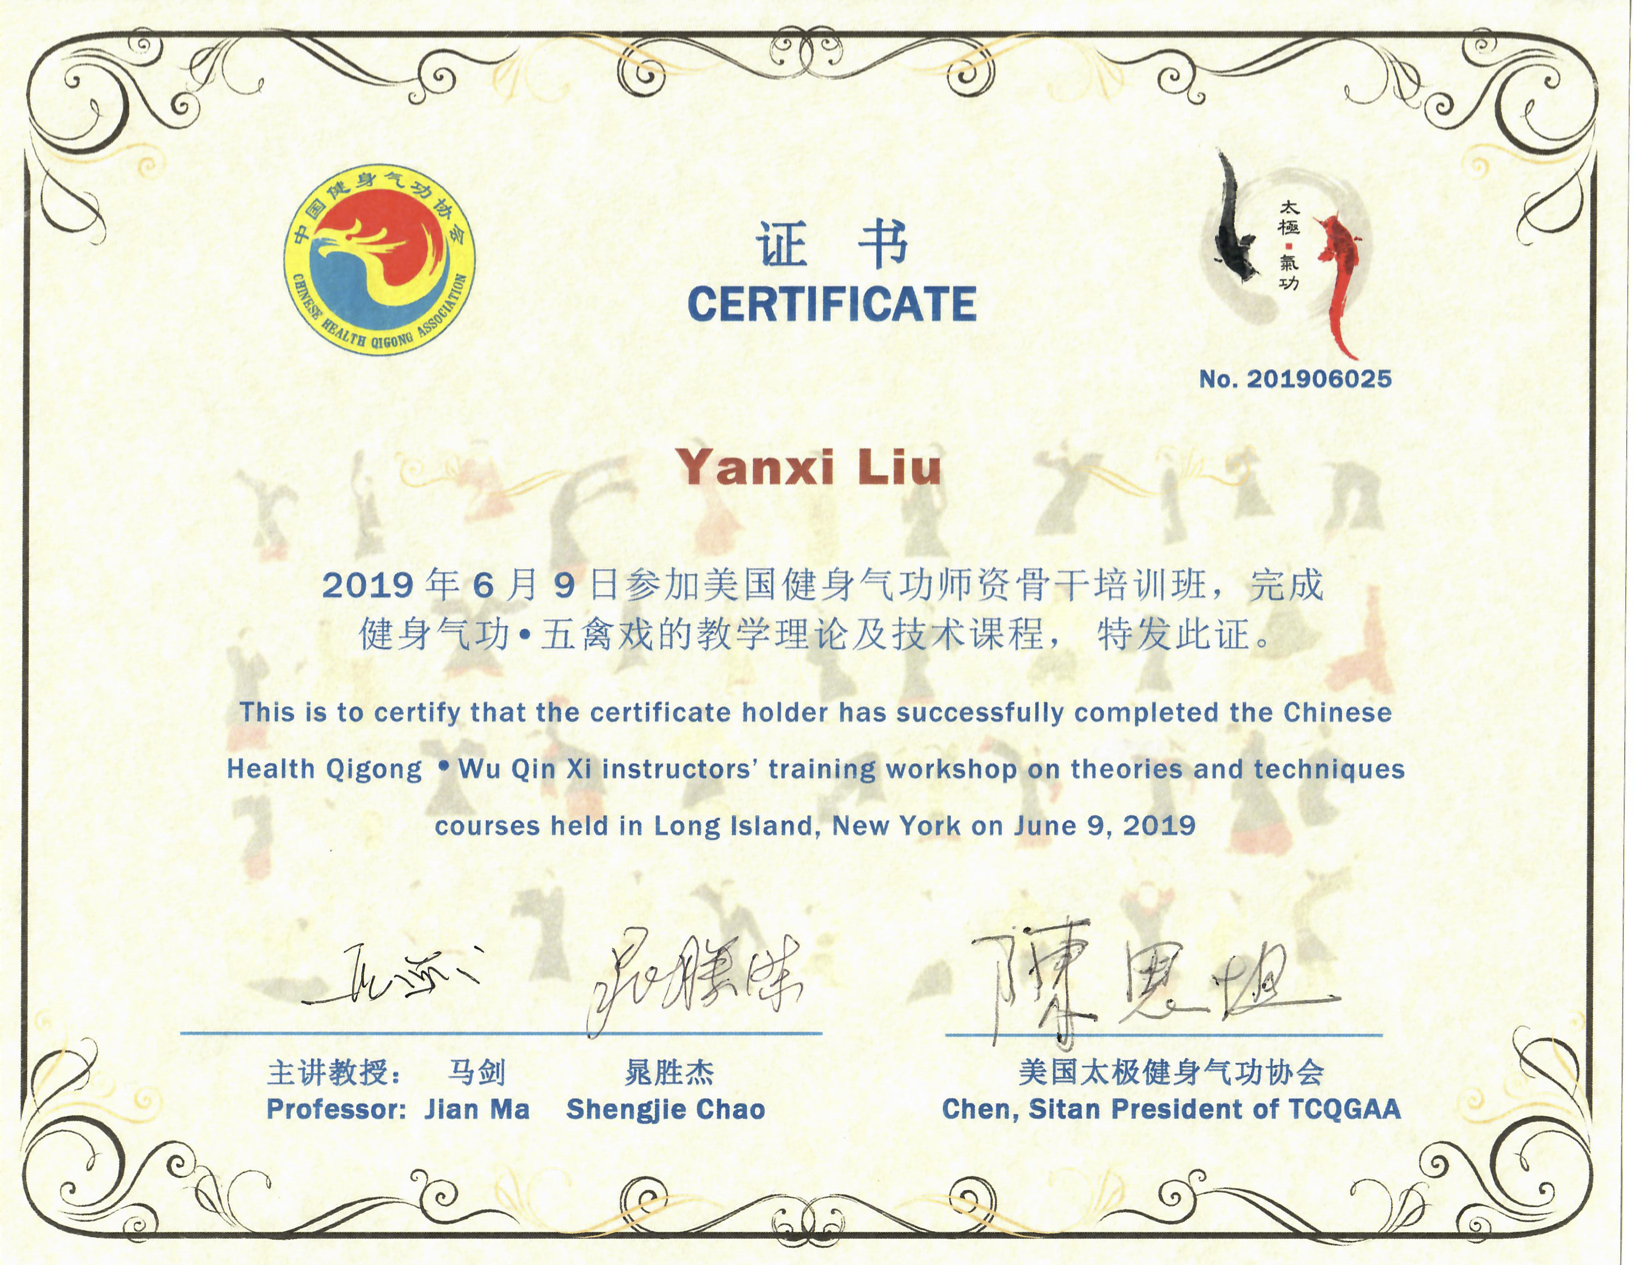 中国健身气功协会
CHINESE HEALTH QIGONG ASSOCIATION
太極·氣功
证 书
CERTIFICATE
No. 201906025
Yanxi Liu
2019 年 6 月 9 日参加美国健身气功师资骨干培训班，完成
健身气功•五禽戏的教学理论及技术课程， 特发此证。
This is to certify that the certificate holder has successfully completed the Chinese
Health Qigong •Wu Qin Xi instructors' training workshop on theories and techniques
courses held in Long Island, New York on June 9, 2019
晁胜杰
陳思坦
主讲教授： 马剑 晁胜杰
Professor: Jian Ma Shengjie Chao
美国太极健身气功协会
Chen, Sitan President of TCQGAA